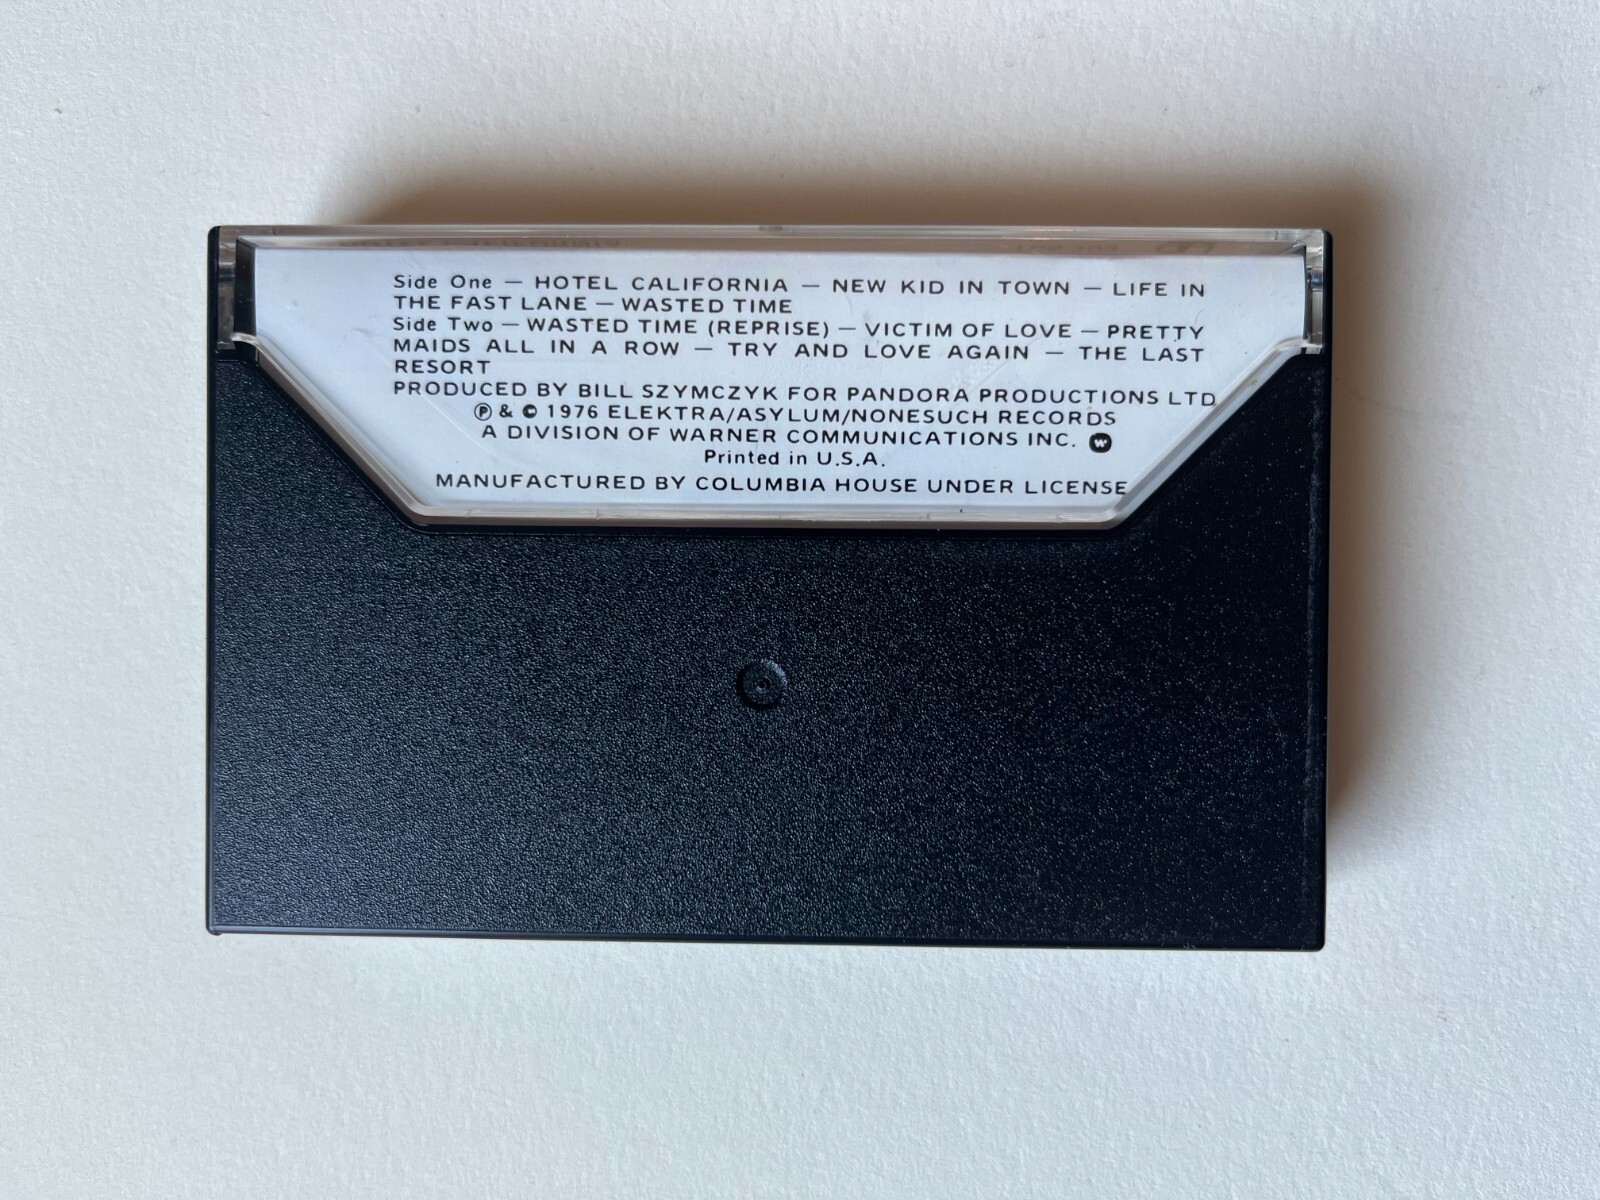 Side One — HOTEL CALIFORNIA — NEW KID IN TOWN — LIFE IN
THE FAST LANE — WASTED TIME
Side Two — WASTED TIME (REPRISE) — VICTIM OF LOVE — PRETTY
MAIDS ALL IN A ROW — TRY AND LOVE AGAIN — THE LAST
RESORT
PRODUCED BY BILL SZYMCZYK FOR PANDORA PRODUCTIONS LTD
℗ & © 1976 ELEKTRA/ASYLUM/NONESUCH RECORDS
A DIVISION OF WARNER COMMUNICATIONS INC.
Printed in U.S.A.
MANUFACTURED BY COLUMBIA HOUSE UNDER LICENSE